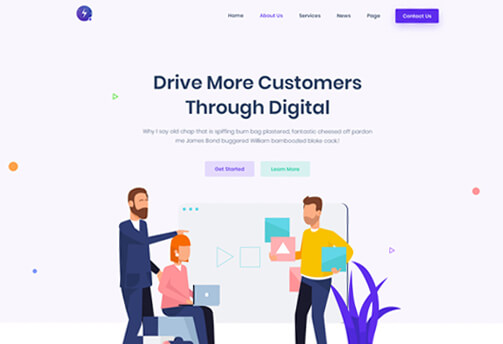 Home About Us Services News Page Contact Us
Drive More Customers
Through Digital
Why I say old chap that is spiffing bum bag plastered, fantastic cheesed off pardon
me James Bond buggered William bamboozled bloke cack!
Get Started Learn More